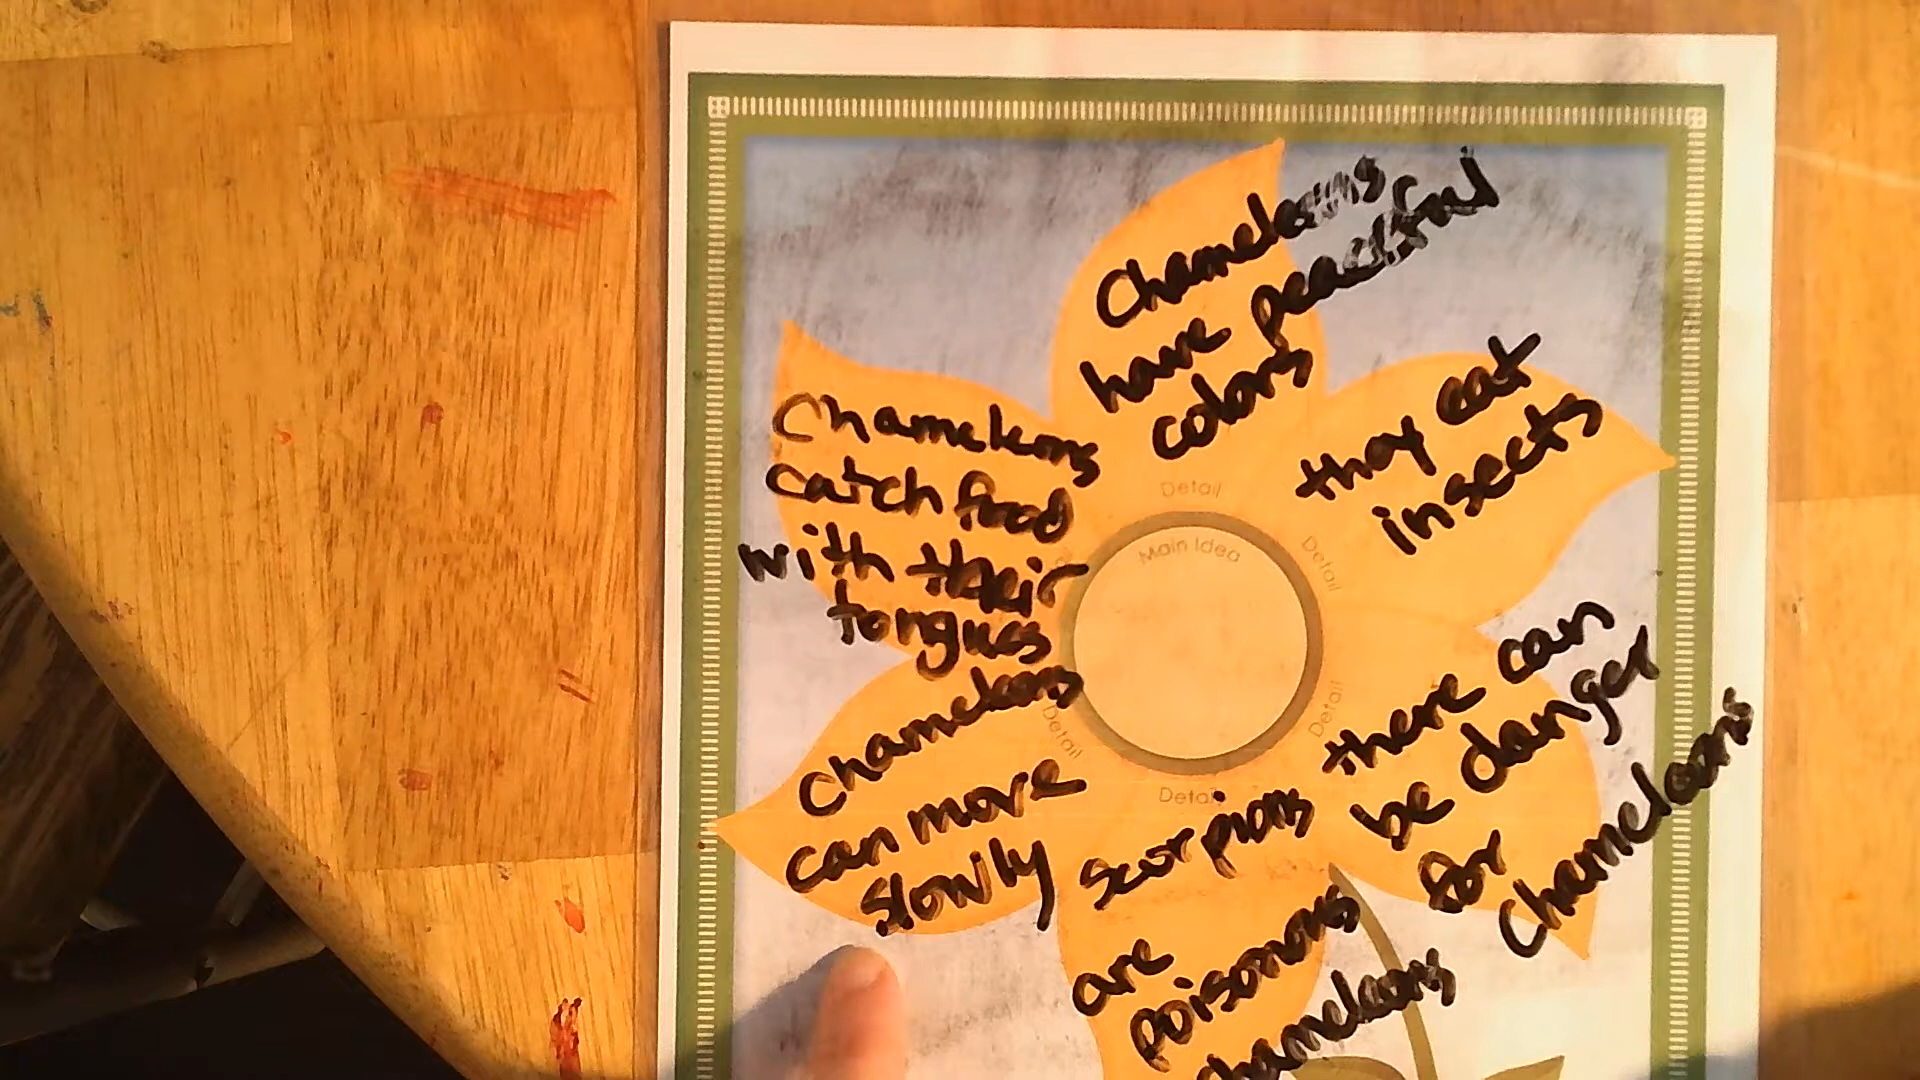 Chameleons
have peaceful
colors
Detail
they eat
insects
Detail
there can
be danger
for
Chameleons
Detail
scorpions
are
poisonous
chameleons
Detail
Chameleons
can move
slowly
Detail
Chameleons
catch food
with their
tongues
Main Idea